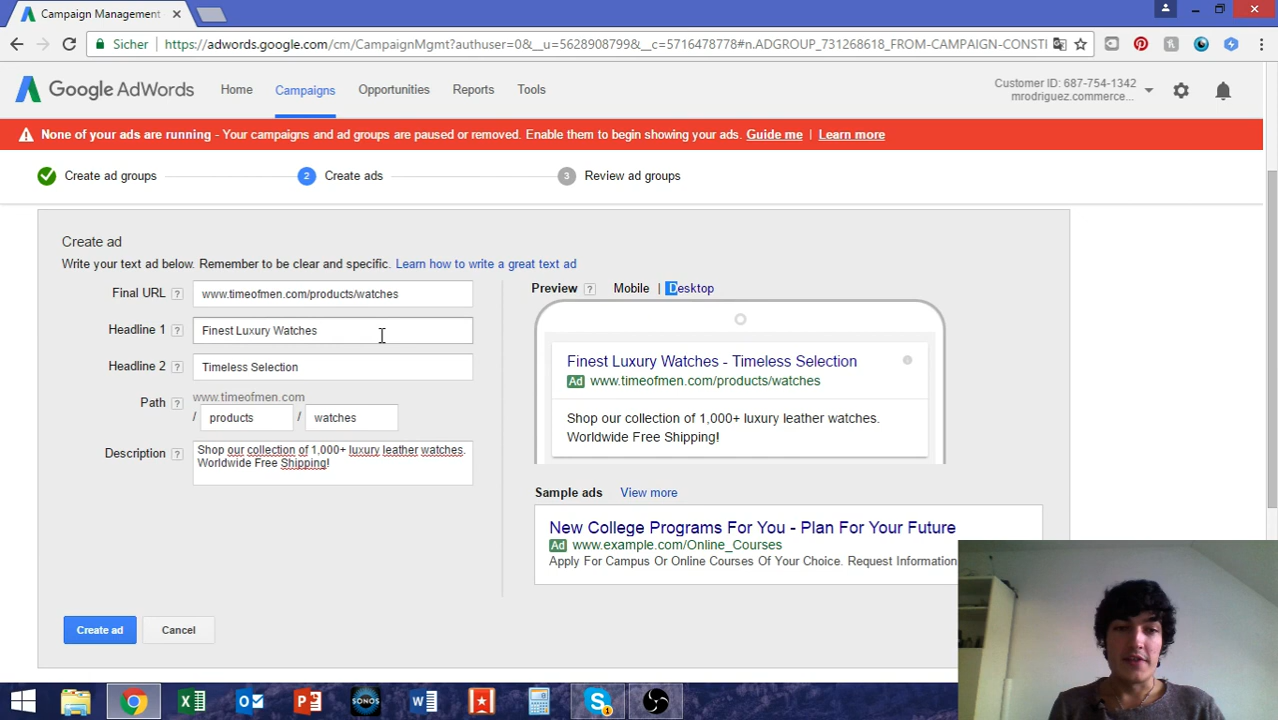 Campaign Management
Sicher
https://adwords.google.com/cm/CampaignMgmt?authuser=0&__u=5628908799&__c=5716478778#n.ADGROUP_731268618_FROM-CAMPAIGN-CONSTI
Google AdWords
Home
Campaigns
Opportunities
Reports
Tools
Customer ID: 687-754-1342
mrodriguez.commerce...
None of your ads are running - Your campaigns and ad groups are paused or removed. Enable them to begin showing your ads. Guide me | Learn more
Create ad groups
2 Create ads
3 Review ad groups
Create ad
Write your text ad below. Remember to be clear and specific. Learn how to write a great text ad
Final URL ? www.timeofmen.com/products/watches
Headline 1 ? Finest Luxury Watches
Headline 2 ? Timeless Selection
www.timeofmen.com
Path ? / products / watches
Description ? Shop our collection of 1,000+ luxury leather watches.
Worldwide Free Shipping!
Create ad
Cancel
Preview ? Mobile | Desktop
Finest Luxury Watches - Timeless Selection
Ad www.timeofmen.com/products/watches
Shop our collection of 1,000+ luxury leather watches.
Worldwide Free Shipping!
Sample ads View more
New College Programs For You - Plan For Your Future
Ad www.example.com/Online_Courses
Apply For Campus Or Online Courses Of Your Choice. Request Information
SONOS